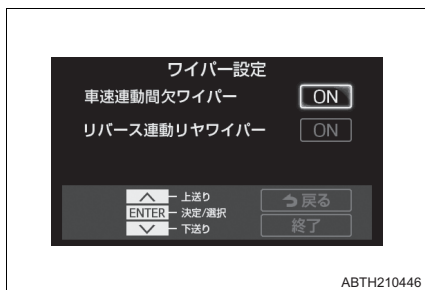 ワイパー設定
車速連動間欠ワイパー ON
リバース連動リヤワイパー ON
上送り
戻る
ENTER 決定/選択
下送り
終了
ABTH210446